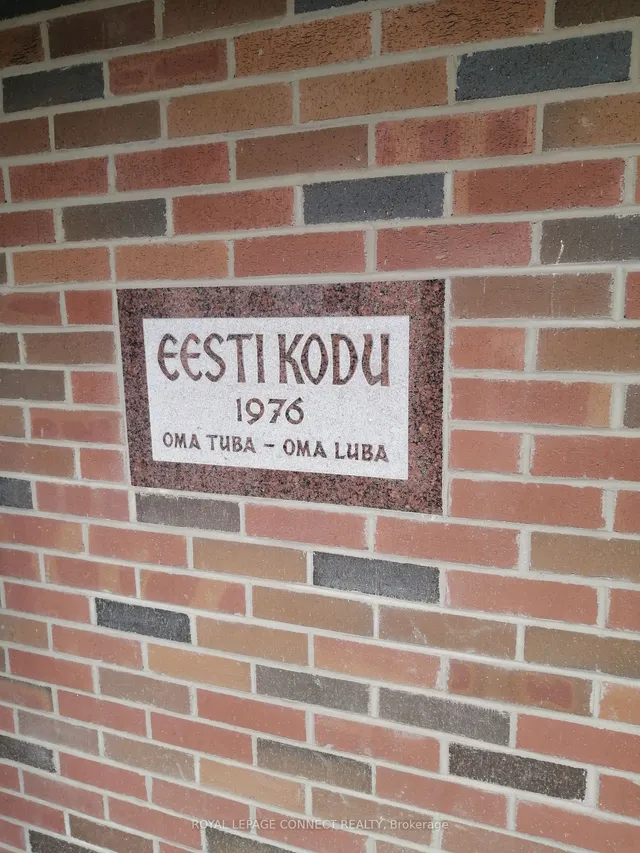 EESTI KODU
1976
OMA TUBA – OMA LUBA
ROYAL LEPAGE CONNECT REALTY, Brokerage